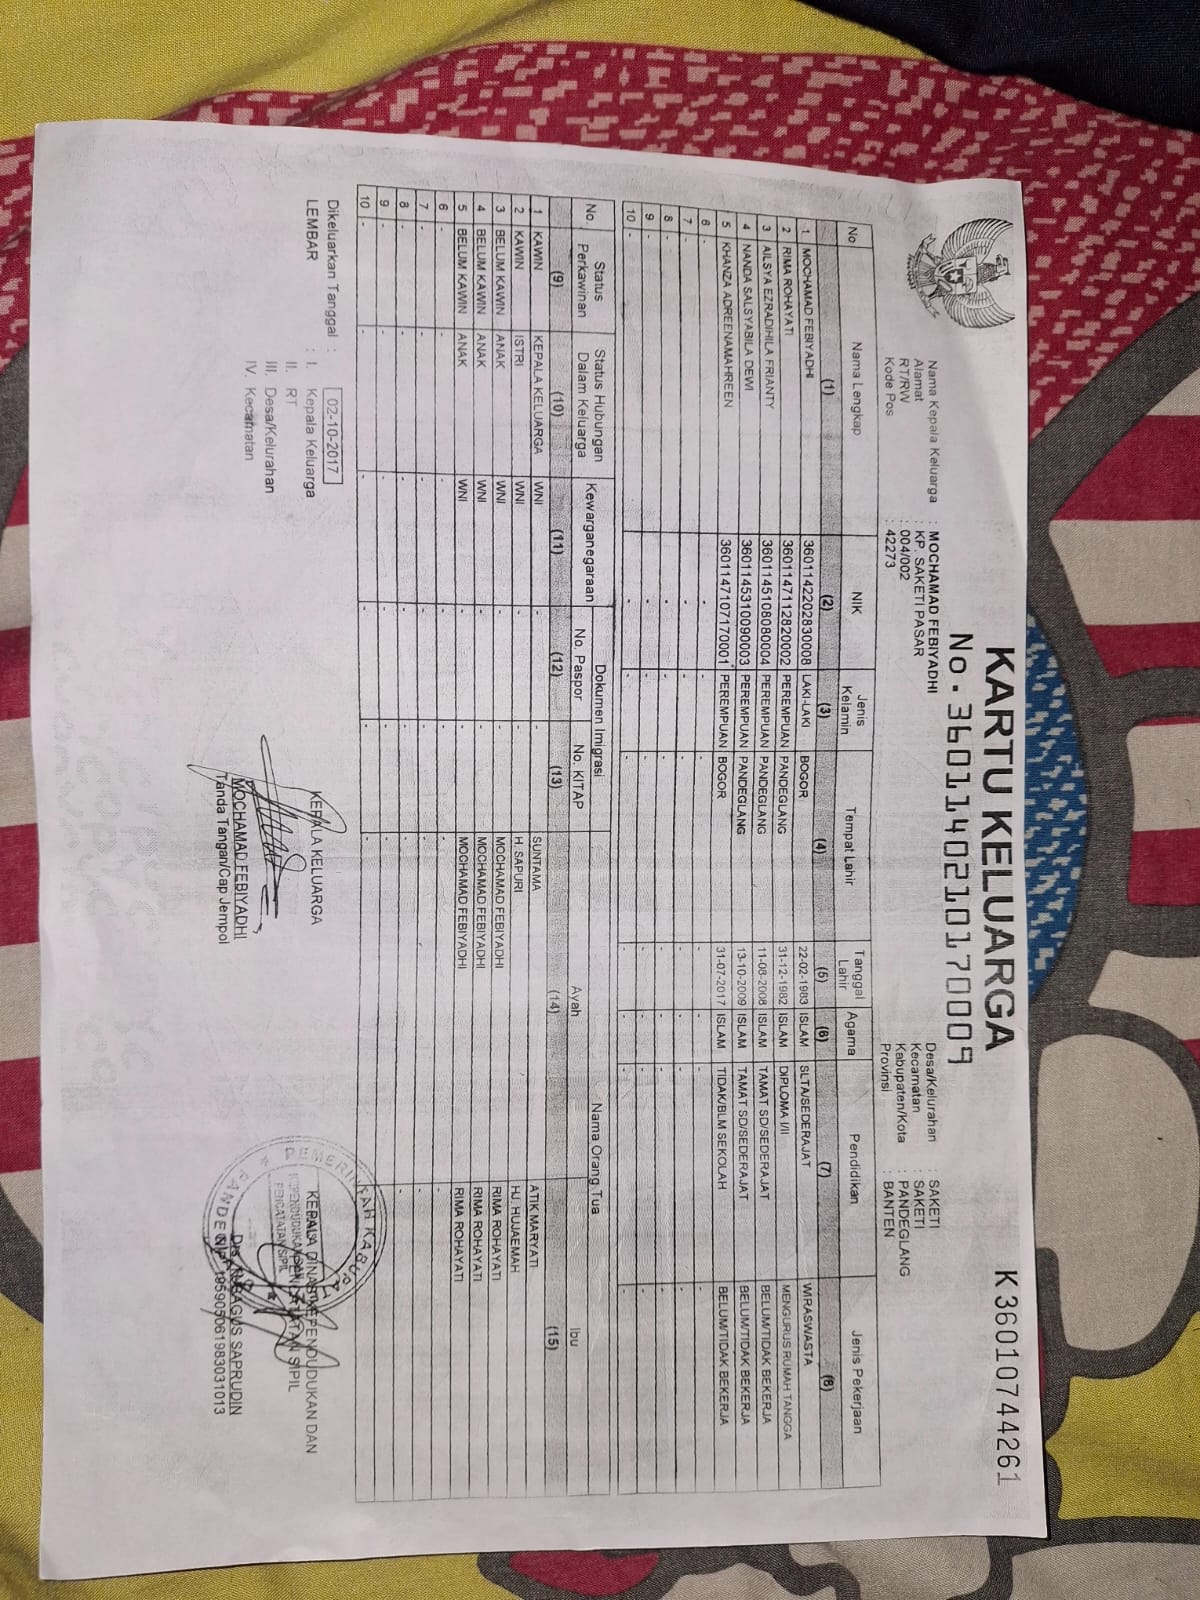 KARTU KELUARGA
No. 3601140210170009
K 36010744261
Nama Kepala Keluarga : MOCHAMAD FEBIYADHI
Alamat : KP. SAKETI PASAR
RT/RW : 004/002
Kode Pos : 42273
Desa/Kelurahan : SAKETI
Kecamatan : SAKETI
Kabupaten/Kota : PANDEGLANG
Provinsi : BANTEN
No Nama Lengkap NIK Jenis Kelamin Tempat Lahir Tanggal Lahir Agama Pendidikan Jenis Pekerjaan
(1) (2) (3) (4) (5) (6) (7) (8)
1. MOCHAMAD FEBIYADHI 3601142202830008 LAKI-LAKI BOGOR 22-02-1983 ISLAM SLTA/SEDERAJAT WIRASWASTA
2 RIMA ROHAYATI 3601147112820002 PEREMPUAN PANDEGLANG 31-12-1982 ISLAM DIPLOMA I/II MENGURUS RUMAH TANGGA
3 AILSYA EZRADIHILA FRIANTY 3601145108080004 PEREMPUAN PANDEGLANG 11-08-2008 ISLAM TAMAT SD/SEDERAJAT BELUM/TIDAK BEKERJA
4 NANDA SALSYABILA DEWI 3601145310090003 PEREMPUAN PANDEGLANG 13-10-2009 ISLAM TAMAT SD/SEDERAJAT BELUM/TIDAK BEKERJA
5 KHANZA ADREENAMAHREEN 3601147107170001 PEREMPUAN BOGOR 31-07-2017 ISLAM TIDAK/BLM SEKOLAH BELUM/TIDAK BEKERJA
6 - - - - - - - -
7 - - - - - - - -
8 - - - - - - - -
9 - - - - - - - -
10 - - - - - - - -
No. Status Perkawinan Status Hubungan Dalam Keluarga Kewarganegaraan Dokumen Imigrasi Nama Orang Tua
No. Paspor No. KITAP Ayah Ibu
(9) (10) (11) (12) (13) (14) (15)
1 KAWIN KEPALA KELUARGA WNI - - SUNTAMA ATIK MARYATI
2 KAWIN ISTRI WNI - - H. SAPURI HJ. HUJAEMAH
3 BELUM KAWIN ANAK WNI - - MOCHAMAD FEBIYADHI RIMA ROHAYATI
4 BELUM KAWIN ANAK WNI - - MOCHAMAD FEBIYADHI RIMA ROHAYATI
5 BELUM KAWIN ANAK WNI - - MOCHAMAD FEBIYADHI RIMA ROHAYATI
6 - - - - - - -
7 - - - - - - -
8 - - - - - - -
9 - - - - - - -
10 - - - - - - -
Dikeluarkan Tanggal : 02-10-2017
LEMBAR : I. Kepala Keluarga
II. RT
III. Desa/Kelurahan
IV. Kecamatan
KEPALA KELUARGA
MOCHAMAD FEBIYADHI
Tanda Tangan/Cap Jempol
KEPALA DINAS KEPENDUDUKAN DAN
PENCATATAN SIPIL
BAGUS SAPRUDIN
NIP. 195905061983031013